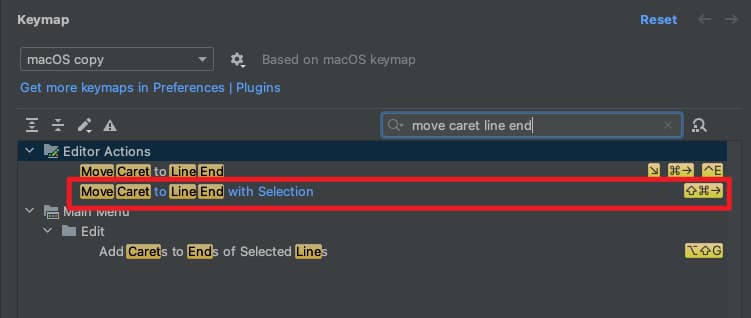 Keymap
Reset
macOS copy
Based on macOS keymap
Get more keymaps in Preferences | Plugins
move caret line end
Editor Actions
Move Caret to Line End ↘ ⌘→ ^E
Move Caret to Line End with Selection ⇧⌘→
Main Menu
Edit
Add Carets to Ends of Selected Lines ⌥⇧G